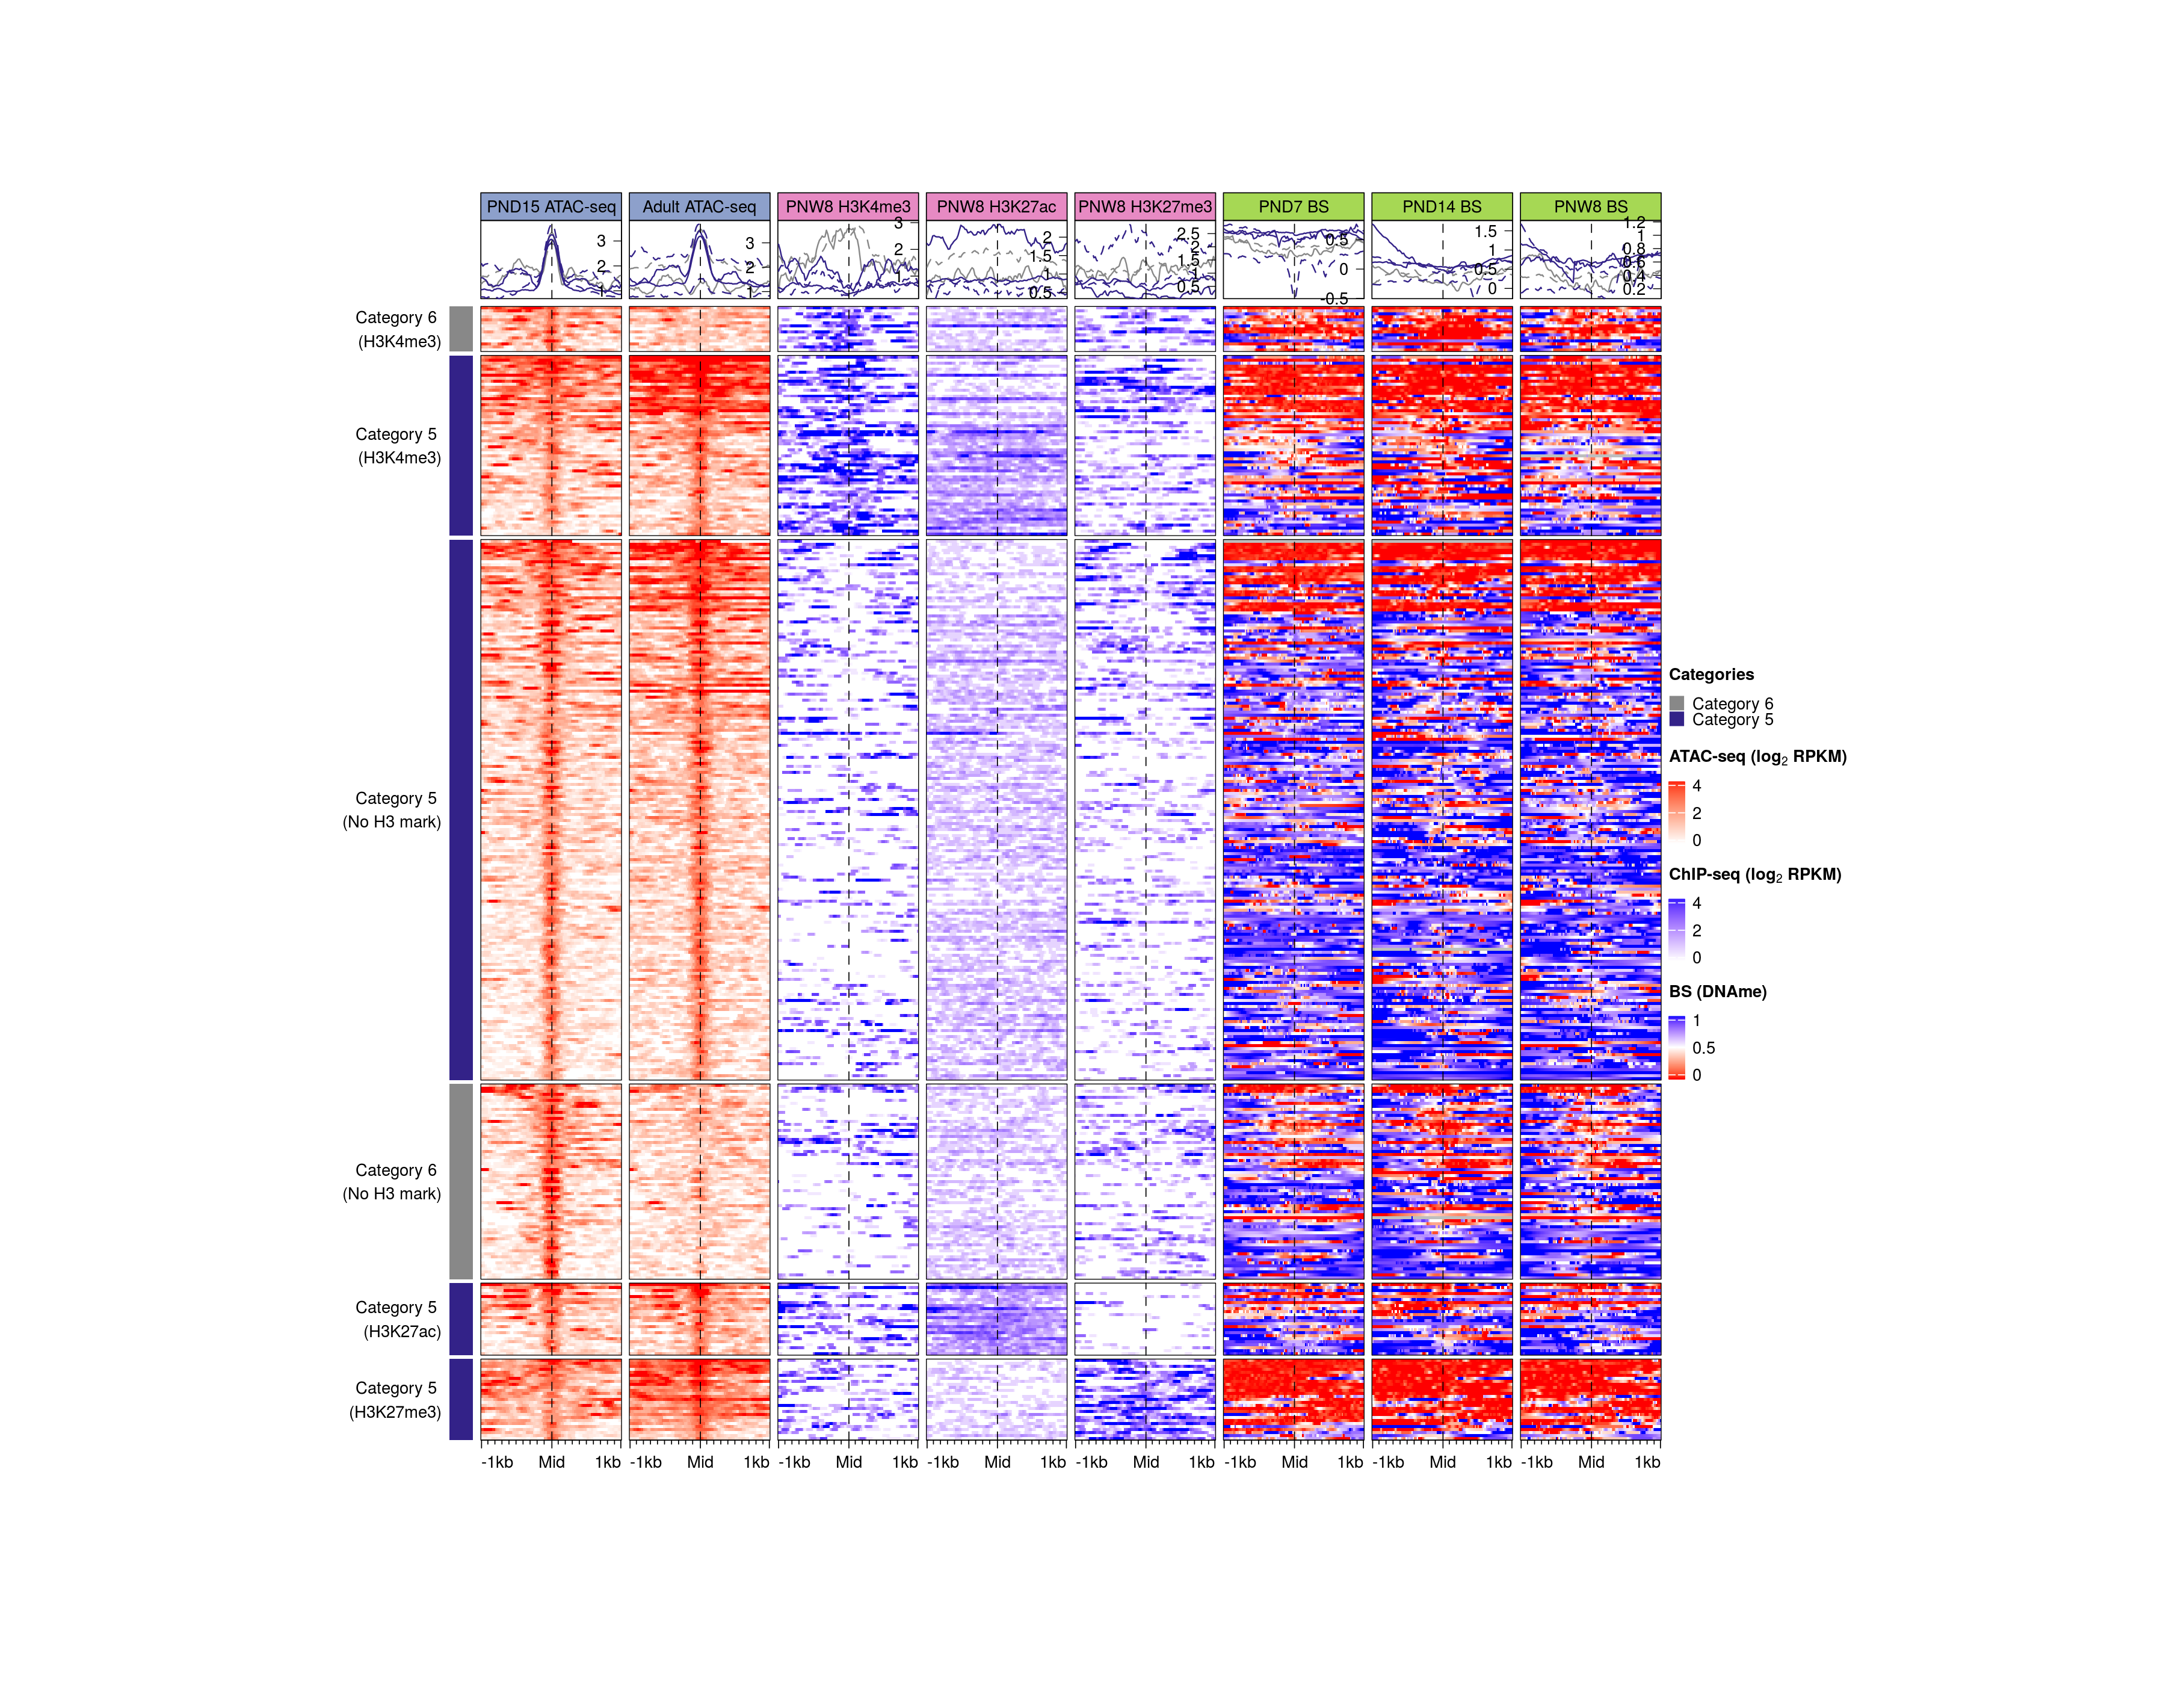 PND15 ATAC-seq Adult ATAC-seq PNW8 H3K4me3 PNW8 H3K27ac PNW8 H3K27me3 PND7 BS PND14 BS PNW8 BS
3 2 1
3 2 1
3 2 1
2 1.5 1 0.5
2.5 2 1.5 1 0.5
0.5 0 -0.5
1.5 1 0.5 0
1.2 1 0.8 0.6 0.4 0.2
Category 6
(H3K4me3)
Category 5
(H3K4me3)
Category 5
(No H3 mark)
Category 6
(No H3 mark)
Category 5
(H3K27ac)
Category 5
(H3K27me3)
-1kb Mid 1kb -1kb Mid 1kb -1kb Mid 1kb -1kb Mid 1kb -1kb Mid 1kb -1kb Mid 1kb -1kb Mid 1kb -1kb Mid 1kb
Categories
Category 6
Category 5
ATAC-seq (log₂ RPKM)
4
2
0
ChIP-seq (log₂ RPKM)
4
2
0
BS (DNAme)
1
0.5
0